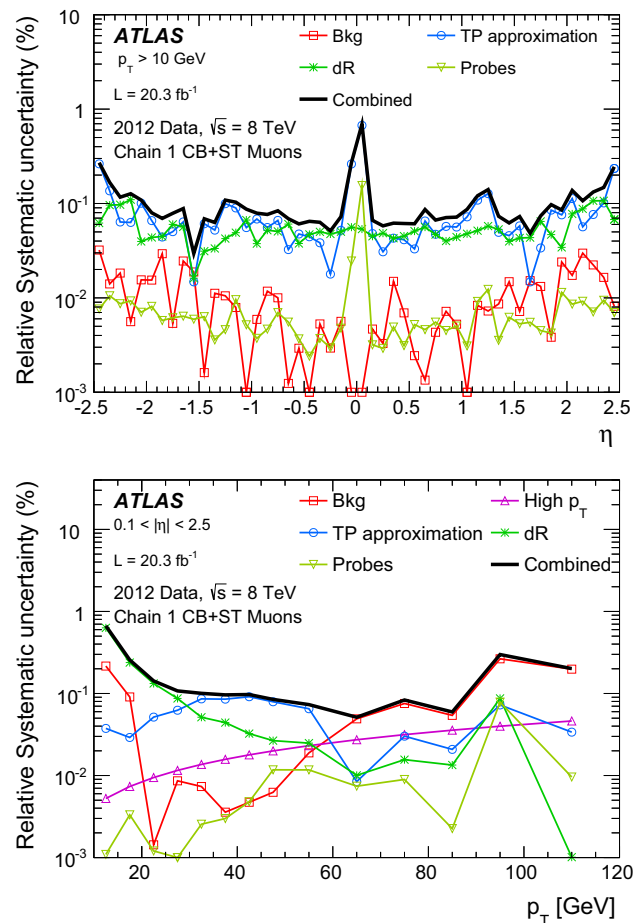 Relative Systematic uncertainty (%)
ATLAS
p_T > 10 GeV
L = 20.3 fb⁻¹
2012 Data, √s = 8 TeV
Chain 1 CB+ST Muons
Bkg
TP approximation
dR
Probes
Combined
10
1
10⁻¹
10⁻²
10⁻³
-2.5 -2 -1.5 -1 -0.5 0 0.5 1 1.5 2 2.5
η
Relative Systematic uncertainty (%)
ATLAS
0.1 < |η| < 2.5
L = 20.3 fb⁻¹
2012 Data, √s = 8 TeV
Chain 1 CB+ST Muons
Bkg
High p_T
TP approximation
dR
Probes
Combined
10
1
10⁻¹
10⁻²
10⁻³
20 40 60 80 100 120
p_T [GeV]